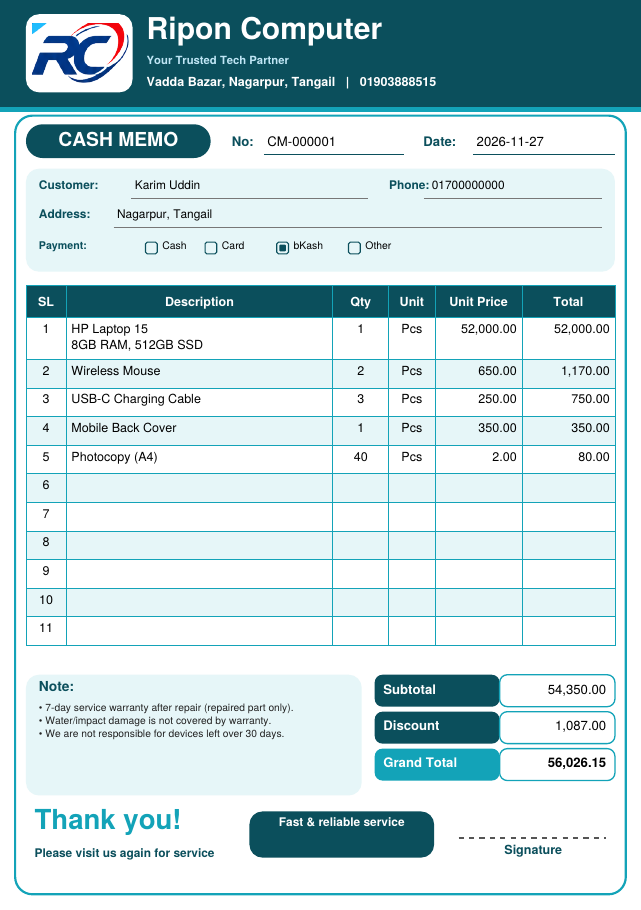 RC
Ripon Computer
Your Trusted Tech Partner
Vadda Bazar, Nagarpur, Tangail | 01903888515
CASH MEMO No: CM-000001 Date: 2026-11-27
Customer: Karim Uddin Phone: 01700000000
Address: Nagarpur, Tangail
Payment: Cash Card bKash Other
SL Description Qty Unit Unit Price Total
1 HP Laptop 15 1 Pcs 52,000.00 52,000.00
8GB RAM, 512GB SSD
2 Wireless Mouse 2 Pcs 650.00 1,170.00
3 USB-C Charging Cable 3 Pcs 250.00 750.00
4 Mobile Back Cover 1 Pcs 350.00 350.00
5 Photocopy (A4) 40 Pcs 2.00 80.00
6
7
8
9
10
11
Note:
• 7-day service warranty after repair (repaired part only).
• Water/impact damage is not covered by warranty.
• We are not responsible for devices left over 30 days.
Subtotal 54,350.00
Discount 1,087.00
Grand Total 56,026.15
Thank you!
Please visit us again for service
Fast & reliable service
Signature